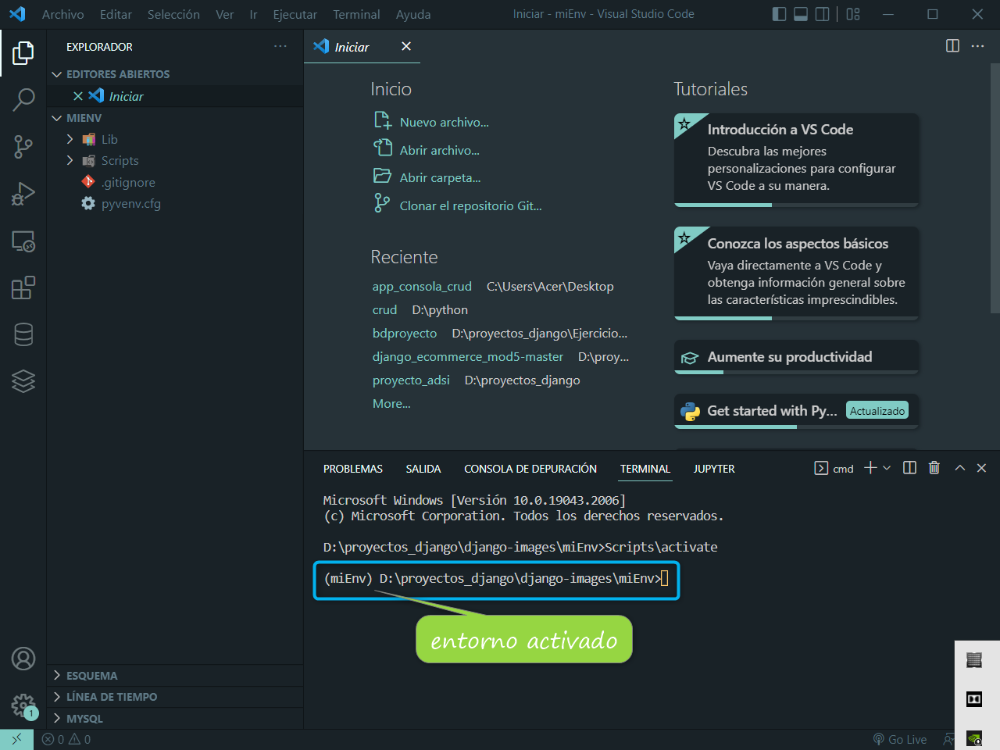 Archivo Editar Selección Ver Ir Ejecutar Terminal Ayuda
Iniciar - miEnv - Visual Studio Code
EXPLORADOR
EDITORES ABIERTOS
Iniciar
MIENV
Lib
Scripts
.gitignore
pyvenv.cfg
ESQUEMA
LÍNEA DE TIEMPO
MYSQL
1
Iniciar
Inicio
Nuevo archivo...
Abrir archivo...
Abrir carpeta...
Clonar el repositorio Git...
Reciente
app_consola_crud C:\Users\Acer\Desktop
crud D:\python
bdproyecto D:\proyectos_django\Ejercicio...
django_ecommerce_mod5-master D:\proy...
proyecto_adsi D:\proyectos_django
More...
Tutoriales
Introducción a VS Code
Descubra las mejores
personalizaciones para configurar
VS Code a su manera.
Conozca los aspectos básicos
Vaya directamente a VS Code y
obtenga información general sobre
las características imprescindibles.
Aumente su productividad
Get started with Py... Actualizado
PROBLEMAS SALIDA CONSOLA DE DEPURACIÓN TERMINAL JUPYTER
cmd
Microsoft Windows [Versión 10.0.19043.2006]
(c) Microsoft Corporation. Todos los derechos reservados.
D:\proyectos_django\django-images\miEnv>Scripts\activate
(miEnv) D:\proyectos_django\django-images\miEnv>
entorno activado
0 0
Go Live